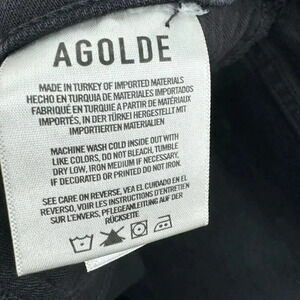 AGOLDE
MADE IN TURKEY OF IMPORTED MATERIALS
HECHO EN TURQUIA DE MATERIALES IMPORTADOS
FABRIQUÉ EN TURQUIE A PARTIR DE MATÉRIAUX
IMPORTÉS, IN DER TÜRKEI HERGESTELLT MIT
IMPORTIERTEN MATERIALIEN
MACHINE WASH COLD INSIDE OUT WITH
LIKE COLORS, DO NOT BLEACH, TUMBLE
DRY LOW, IRON MEDIUM IF NECESSARY,
IF DECORATED OR PRINTED DO NOT IRON.
SEE CARE ON REVERSE, VEA EL CUIDADO EN EL
REVERSO, VOIR LES INSTRUCTIONS D'ENTRETIEN
SUR L'ENVERS, PFLEGEANLEITUNG AUF DER
RÜCKSEITE